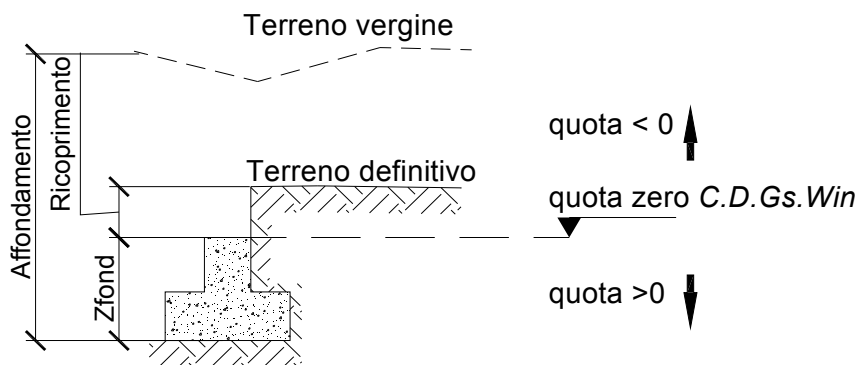 Terreno vergine
Affondamento
Ricoprimento
quota < 0
Terreno definitivo
quota zero C.D.Gs.Win
Zfond
quota >0